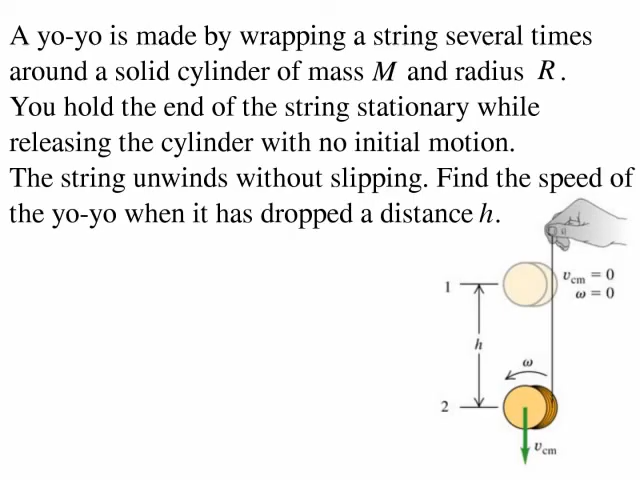 A yo-yo is made by wrapping a string several times
around a solid cylinder of mass M and radius R.
You hold the end of the string stationary while
releasing the cylinder with no initial motion.
The string unwinds without slipping. Find the speed of
the yo-yo when it has dropped a distance h.
1
v_cm = 0
ω = 0
h
ω
2
v_cm